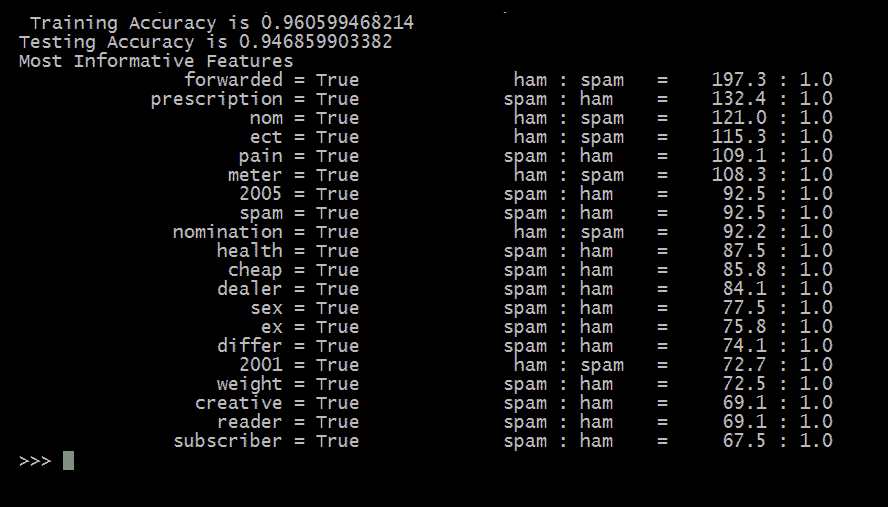 Training Accuracy is 0.960599468214
Testing Accuracy is 0.946859903382
Most Informative Features
forwarded = True ham : spam = 197.3 : 1.0
prescription = True spam : ham = 132.4 : 1.0
nom = True ham : spam = 121.0 : 1.0
ect = True ham : spam = 115.3 : 1.0
pain = True spam : ham = 109.1 : 1.0
meter = True ham : spam = 108.3 : 1.0
2005 = True spam : ham = 92.5 : 1.0
spam = True spam : ham = 92.5 : 1.0
nomination = True ham : spam = 92.2 : 1.0
health = True spam : ham = 87.5 : 1.0
cheap = True spam : ham = 85.8 : 1.0
dealer = True spam : ham = 84.1 : 1.0
sex = True spam : ham = 77.5 : 1.0
ex = True spam : ham = 75.8 : 1.0
differ = True spam : ham = 74.1 : 1.0
2001 = True ham : spam = 72.7 : 1.0
weight = True spam : ham = 72.5 : 1.0
creative = True spam : ham = 69.1 : 1.0
reader = True spam : ham = 69.1 : 1.0
subscriber = True spam : ham = 67.5 : 1.0
>>>